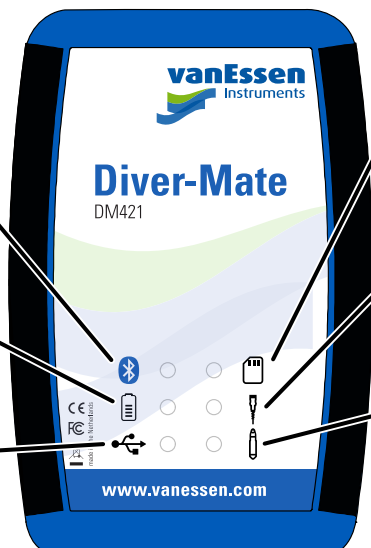 vanEssen
Instruments
Diver-Mate
DM421
CE
FC
made in the Netherlands
www.vanessen.com